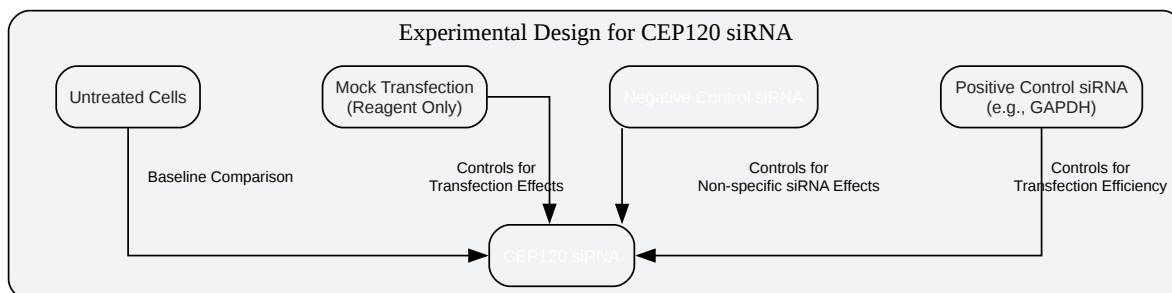 Experimental Design for CEP120 siRNA
Untreated Cells
Mock Transfection
(Reagent Only)
Negative Control siRNA
Positive Control siRNA
(e.g., GAPDH)
Baseline Comparison
Controls for
Transfection Effects
Controls for
Non-specific siRNA Effects
Controls for
Transfection Efficiency
CEP120 siRNA